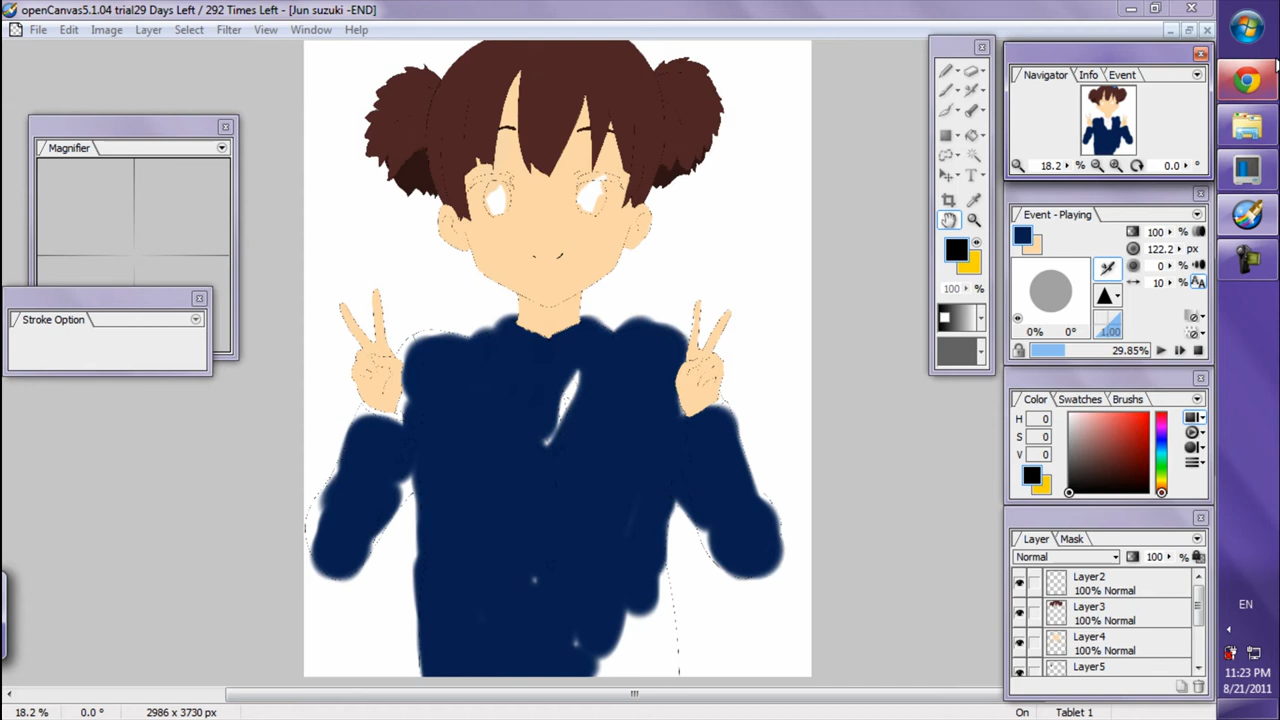 openCanvas5.1.04 trial29 Days Left / 292 Times Left - [Jun suzuki -END]
File Edit Image Layer Select Filter View Window Help
Magnifier
Stroke Option
100 %
Navigator Info Event
18.2 % 0.0 °
Event - Playing
100 %
122.2 px
0 %
10 %
0% 0° 1.00
29.85%
Color Swatches Brushes
H 0
S 0
V 0
Layer Mask
Normal 100 %
Layer2
100% Normal
Layer3
100% Normal
Layer4
100% Normal
Layer5
EN
11:23 PM
8/21/2011
18.2 % 0.0 ° 2986 x 3730 px On Tablet 1